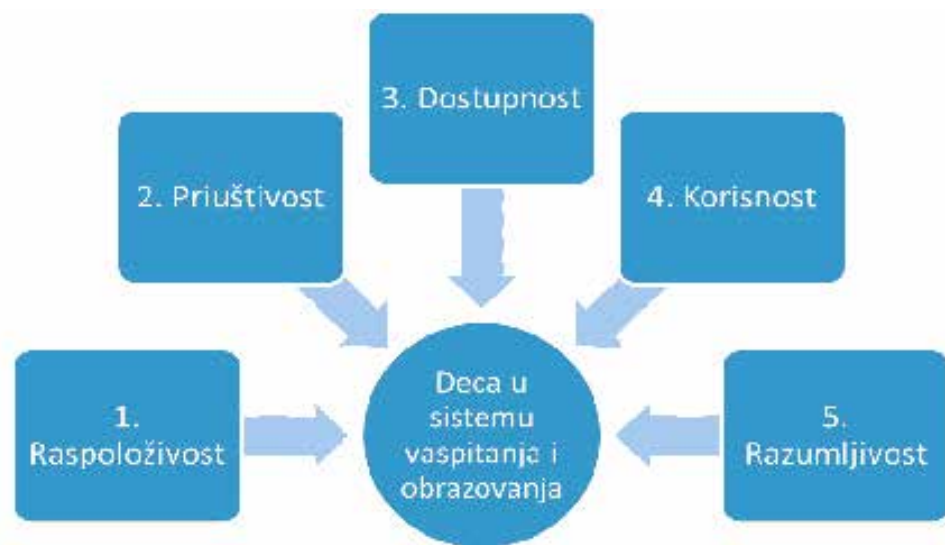 1.
Raspoloživost
2. Priuštivost
3. Dostupnost
4. Korisnost
5.
Razumljivost
Deca u
sistemu
vaspitanja i
obrazovanja